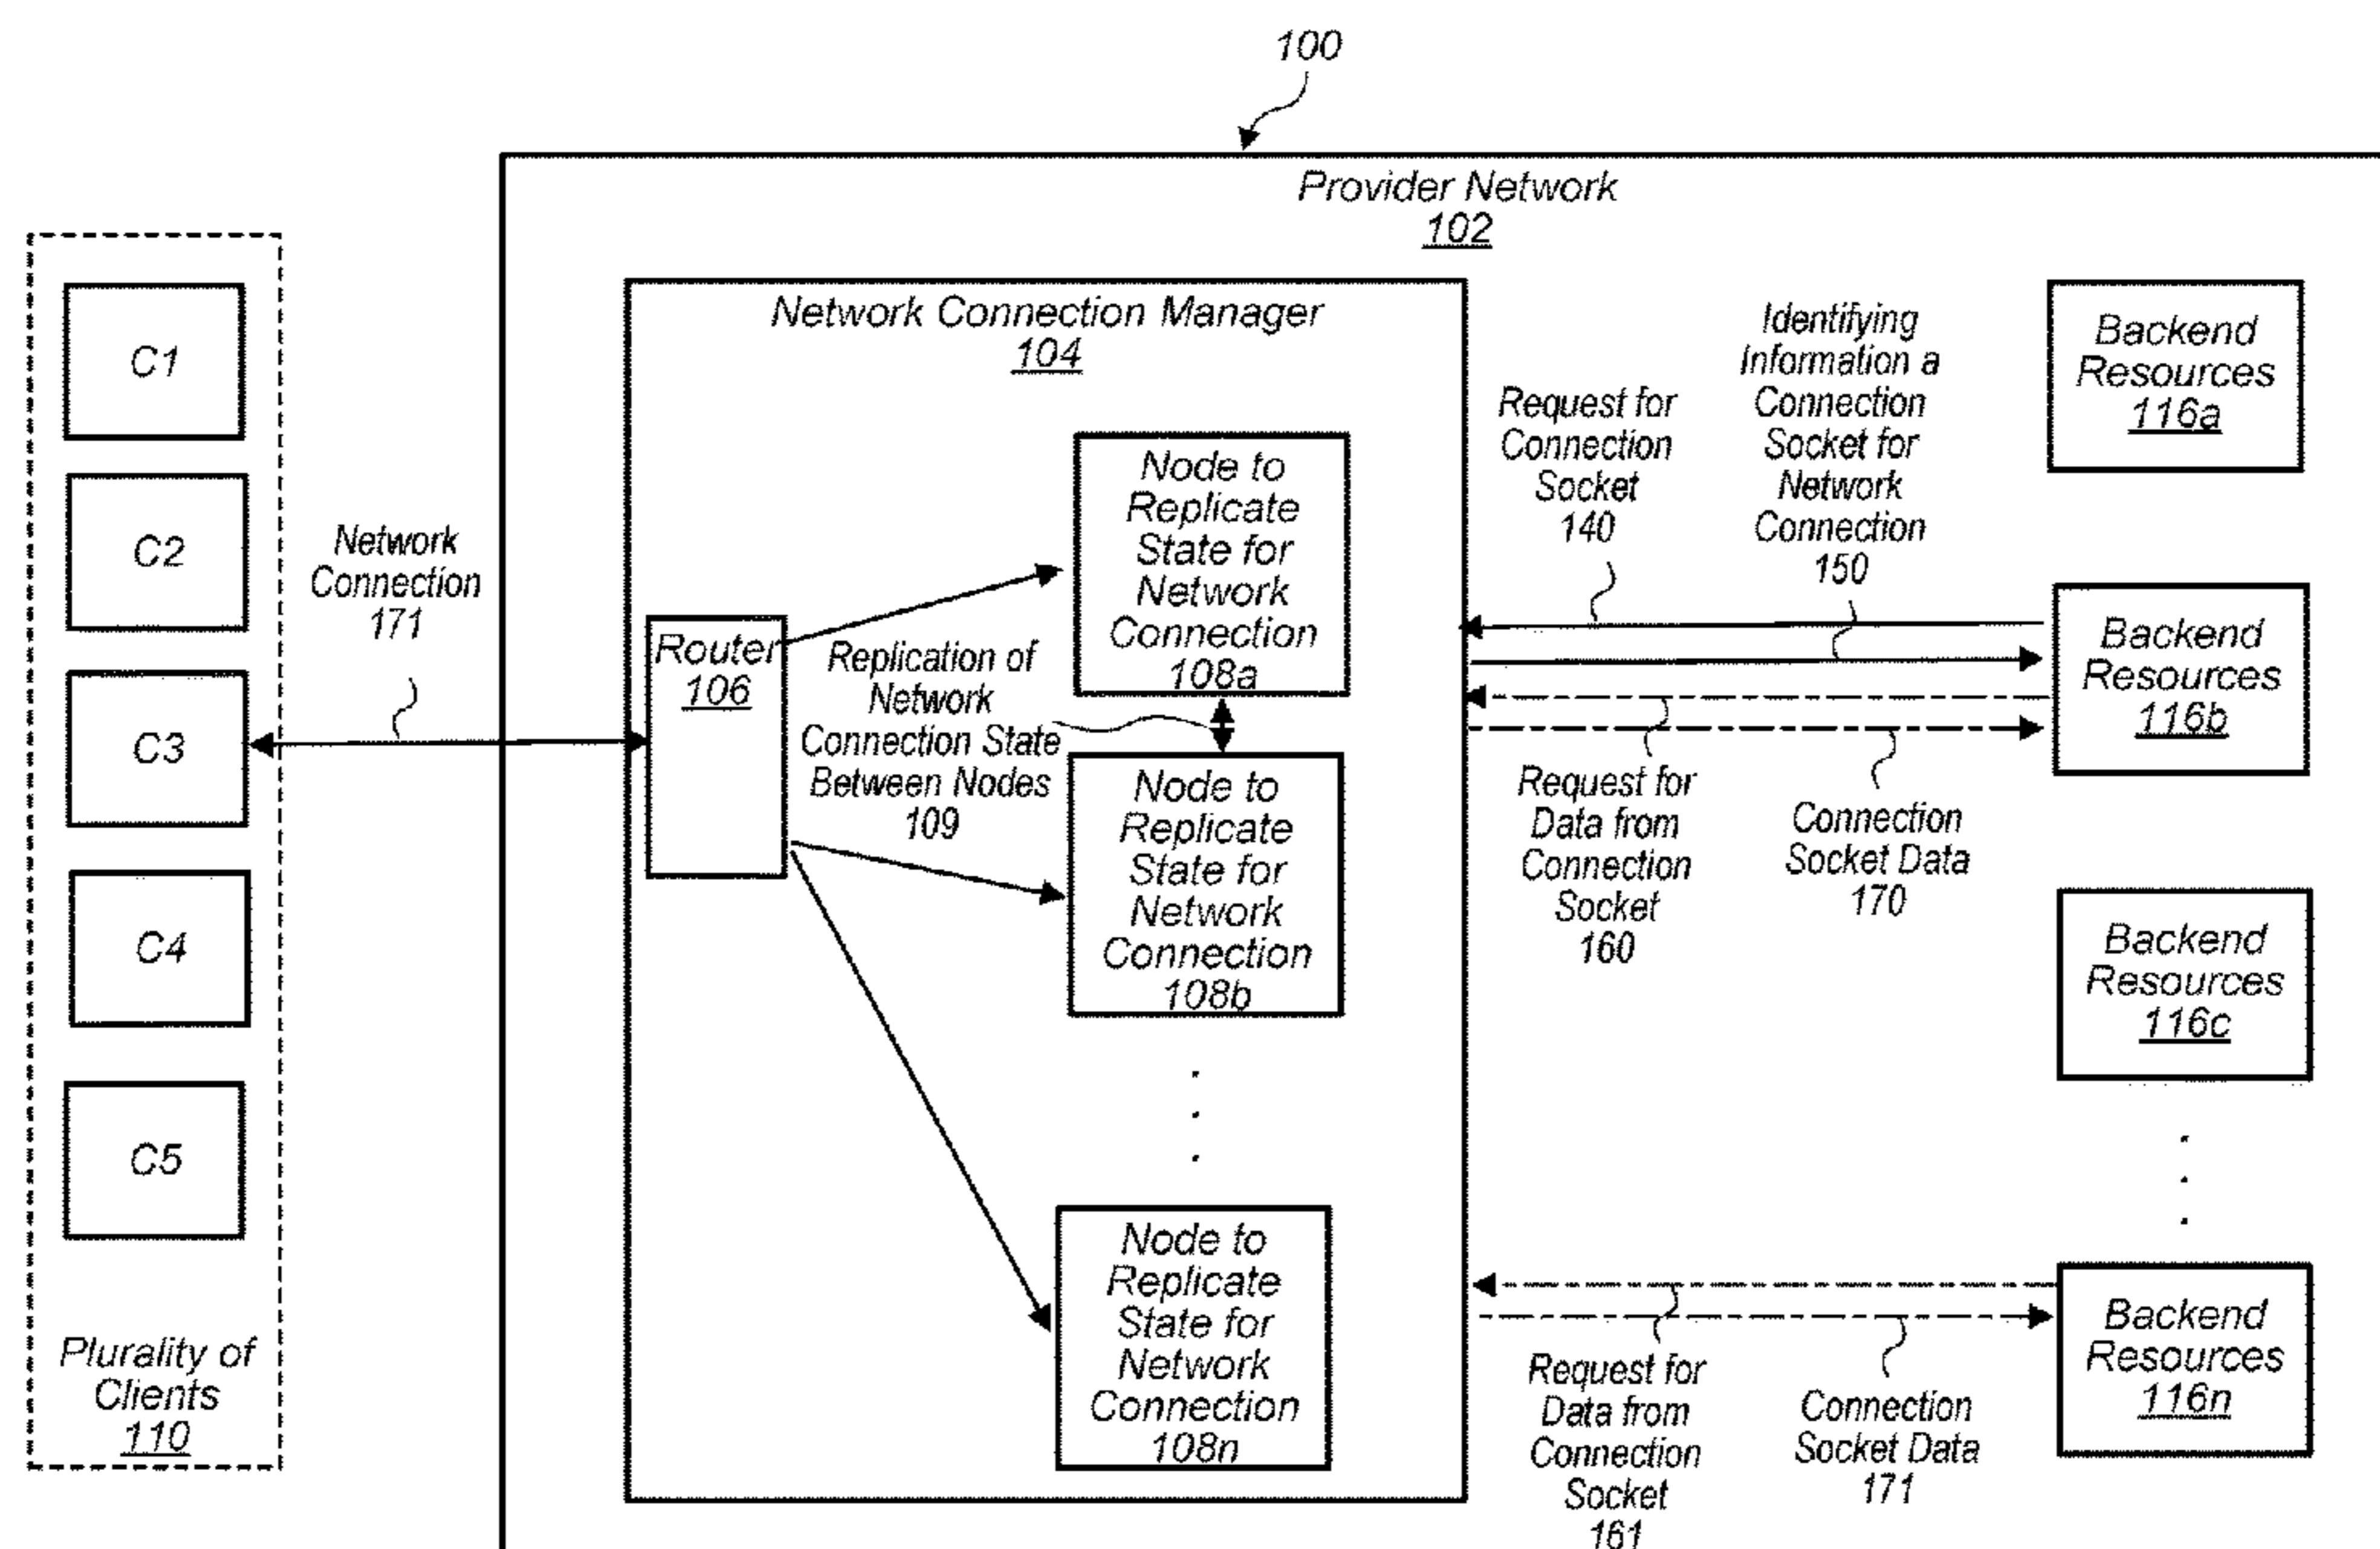 100
Provider Network
102
C1
C2
C3
C4
C5
Plurality of
Clients
110
Network
Connection
171
Network Connection Manager
104
Router
106
Node to
Replicate
State for
Network
Connection
108a
Replication of
Network
Connection State
Between Nodes
109
Node to
Replicate
State for
Network
Connection
108b
Node to
Replicate
State for
Network
Connection
108n
Request for
Connection
Socket
140
Identifying
Information a
Connection
Socket for
Network
Connection
150
Request for
Data from
Connection
Socket
160
Connection
Socket Data
170
Request for
Data from
Connection
Socket
161
Connection
Socket Data
171
Backend
Resources
116a
Backend
Resources
116b
Backend
Resources
116c
Backend
Resources
116n